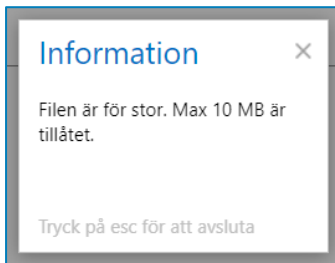 Information
Filen är för stor. Max 10 MB är
tillåtet.
Tryck på esc för att avsluta